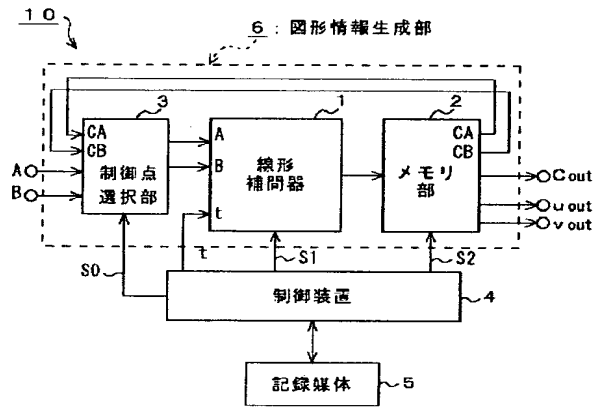 10
6:図形情報生成部
3
1
2
CA
CB
制御点
選択部
A
B
A
B
t
線形
補間器
CA
CB
メモリ
部
Cout
uout
vout
S0
t
S1
S2
制御装置
4
記録媒体
5